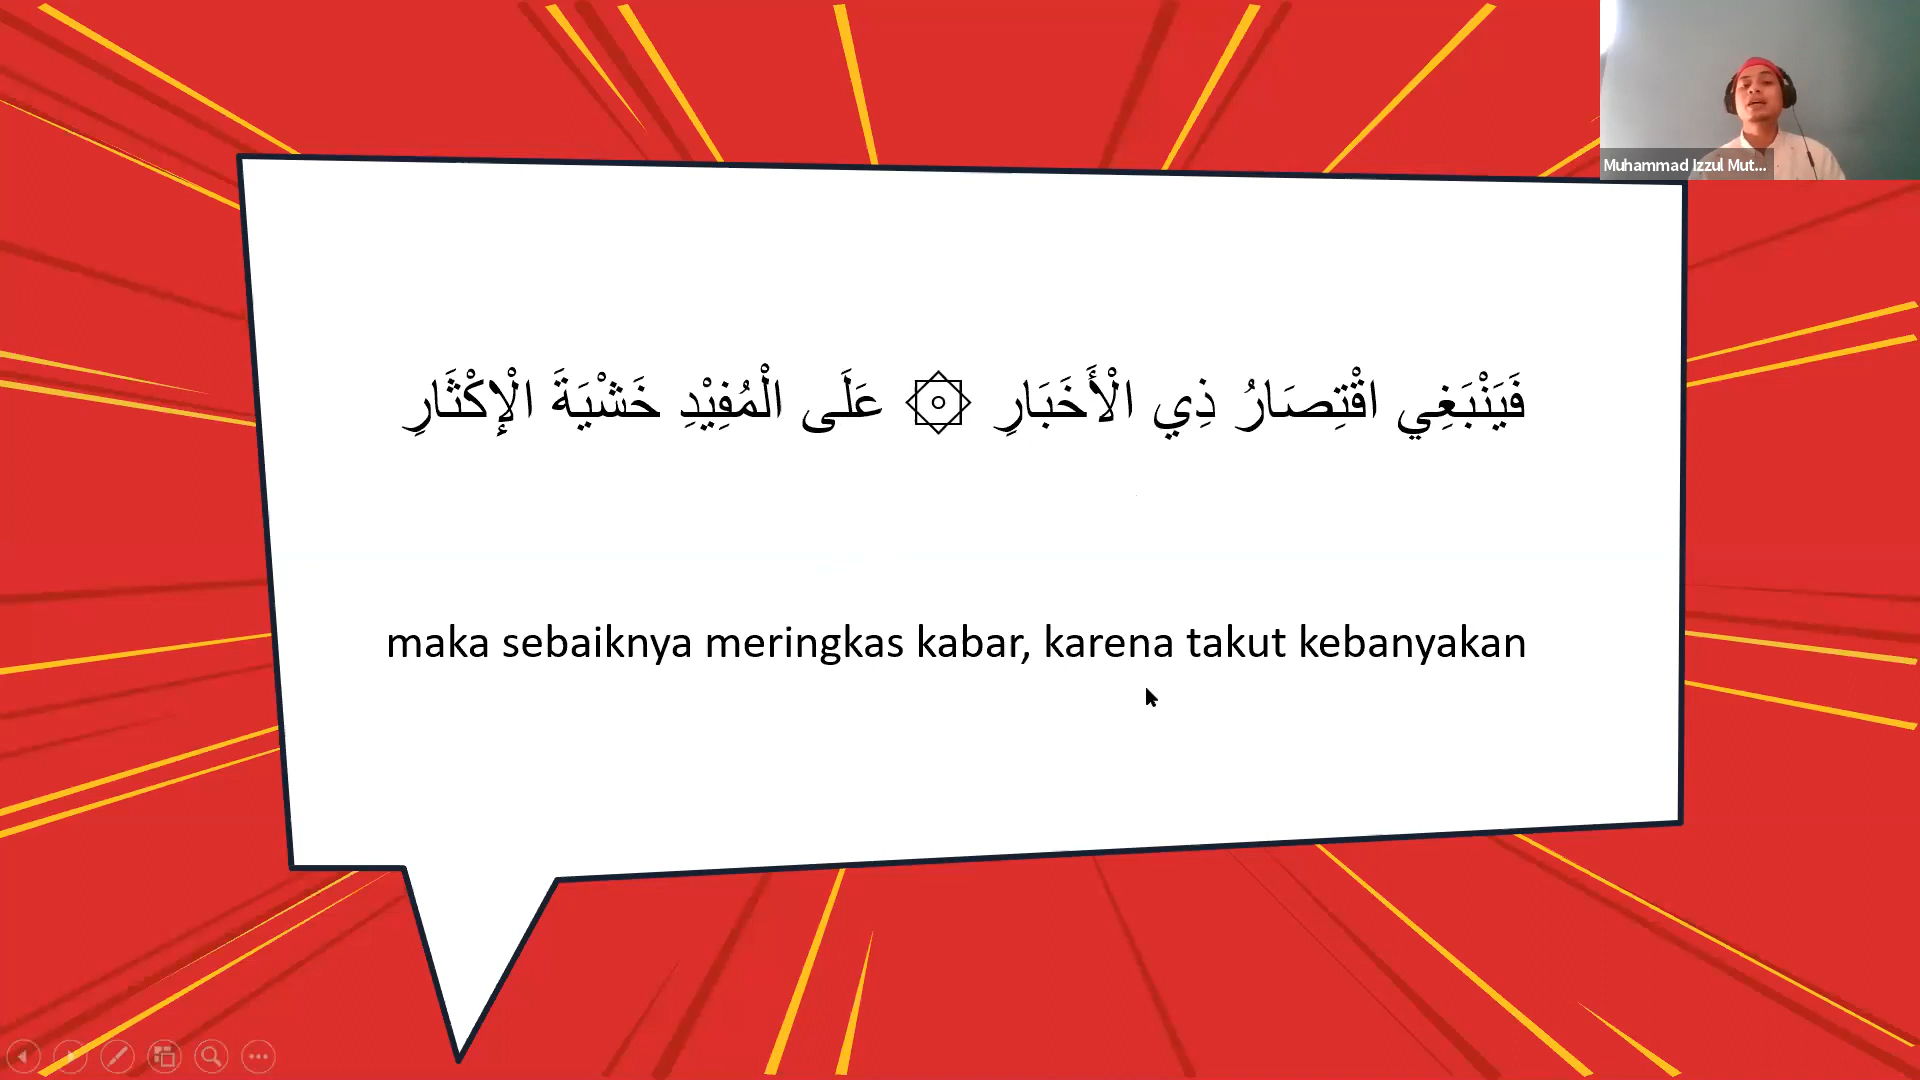 Muhammad Izzul Mut...
فَيَنْبَغِي اقْتِصَارُ ذِي الْأَخَبَارِ ۞ عَلَى الْمُفِيْدِ خَشْيَةَ الْإِكْثَارِ
maka sebaiknya meringkas kabar, karena takut kebanyakan